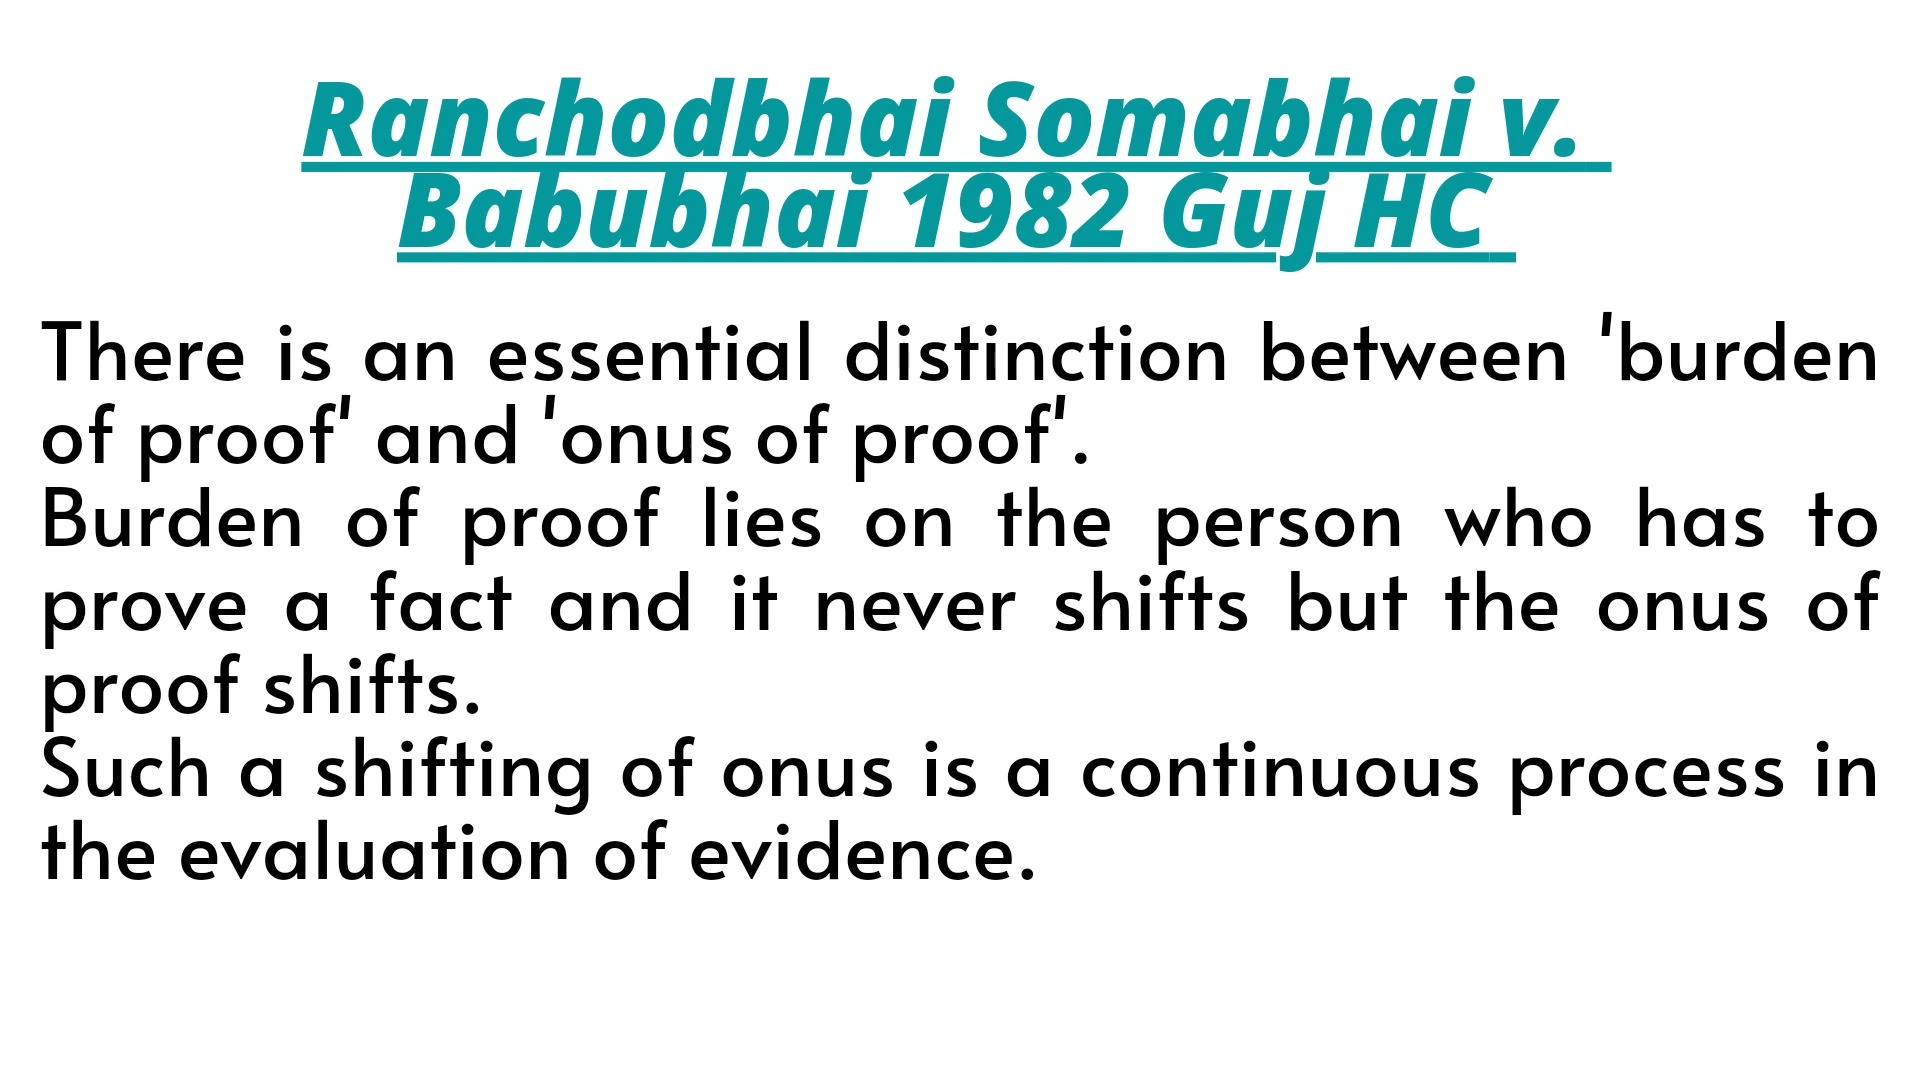 Ranchodbhai Somabhai v.
Babubhai 1982 Guj HC
There is an essential distinction between 'burden
of proof' and 'onus of proof'.
Burden of proof lies on the person who has to
prove a fact and it never shifts but the onus of
proof shifts.
Such a shifting of onus is a continuous process in
the evaluation of evidence.